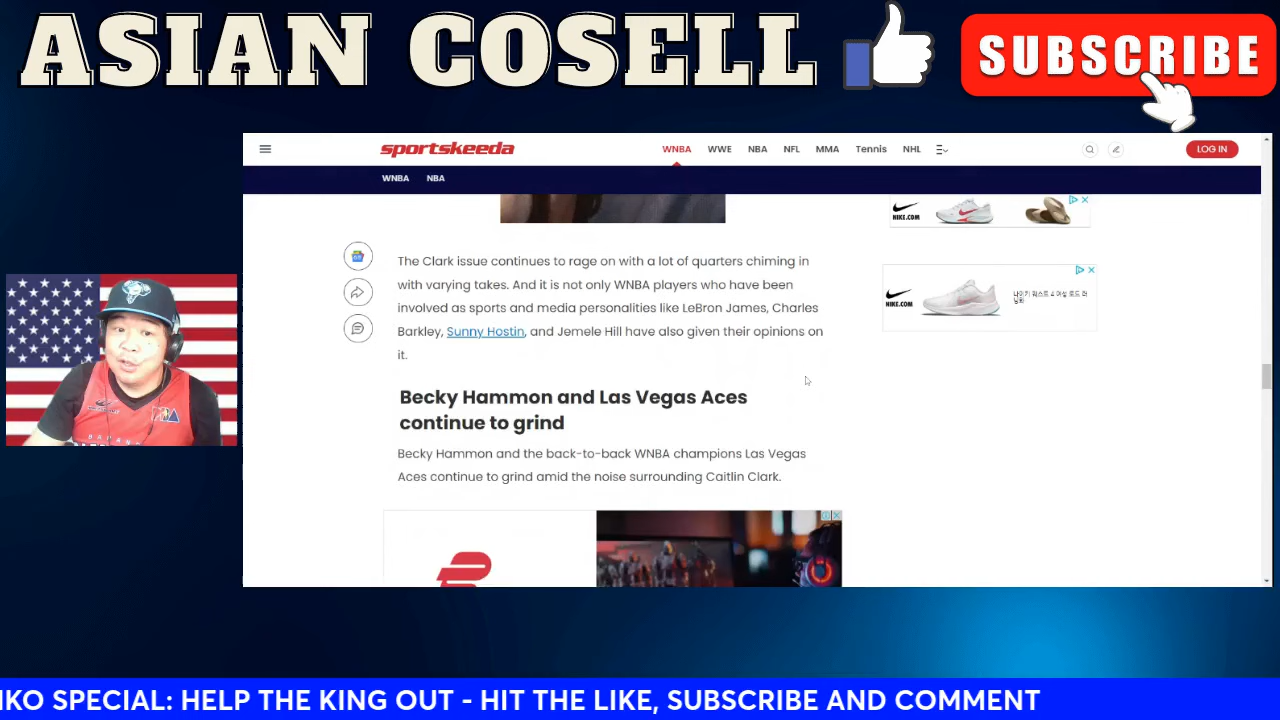 ASIAN COSELL
SUBSCRIBE
sportskeeda
WNBA WWE NBA NFL MMA Tennis NHL
LOG IN
WNBA NBA
NIKE.COM
The Clark issue continues to rage on with a lot of quarters chiming in
with varying takes. And it is not only WNBA players who have been
involved as sports and media personalities like LeBron James, Charles
Barkley, Sunny Hostin, and Jemele Hill have also given their opinions on
it.
NIKE.COM
Becky Hammon and Las Vegas Aces
continue to grind
Becky Hammon and the back-to-back WNBA champions Las Vegas
Aces continue to grind amid the noise surrounding Caitlin Clark.
IKO SPECIAL: HELP THE KING OUT - HIT THE LIKE, SUBSCRIBE AND COMMENT